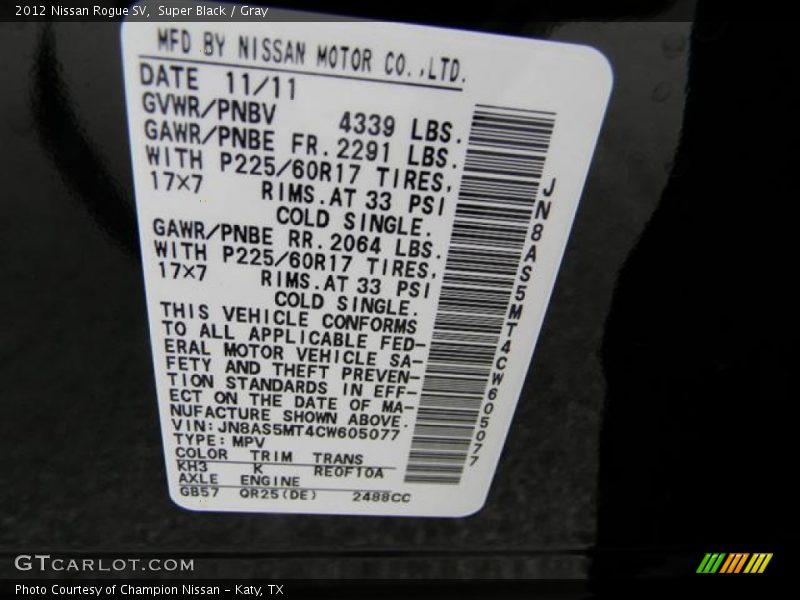 2012 Nissan Rogue SV, Super Black / Gray
MFD BY NISSAN MOTOR CO.,LTD.
DATE 11/11
GVWR/PNBV 4339 LBS.
GAWR/PNBE FR. 2291 LBS.
WITH P225/60R17 TIRES,
17×7 RIMS.AT 33 PSI
COLD SINGLE.
GAWR/PNBE RR. 2064 LBS.
WITH P225/60R17 TIRES,
17×7 RIMS.AT 33 PSI
COLD SINGLE.
THIS VEHICLE CONFORMS
TO ALL APPLICABLE FED-
ERAL MOTOR VEHICLE SA-
FETY AND THEFT PREVEN-
TION STANDARDS IN EFF-
ECT ON THE DATE OF MA-
NUFACTURE SHOWN ABOVE.
VIN:JN8AS5MT4CW605077
TYPE:MPV
COLOR TRIM TRANS
KH3 K RE0F10A
AXLE ENGINE
GB57 QR25(DE) 2488CC
JN8AS5MT4CW605077
GTCARLOT.COM
Photo Courtesy of Champion Nissan - Katy, TX